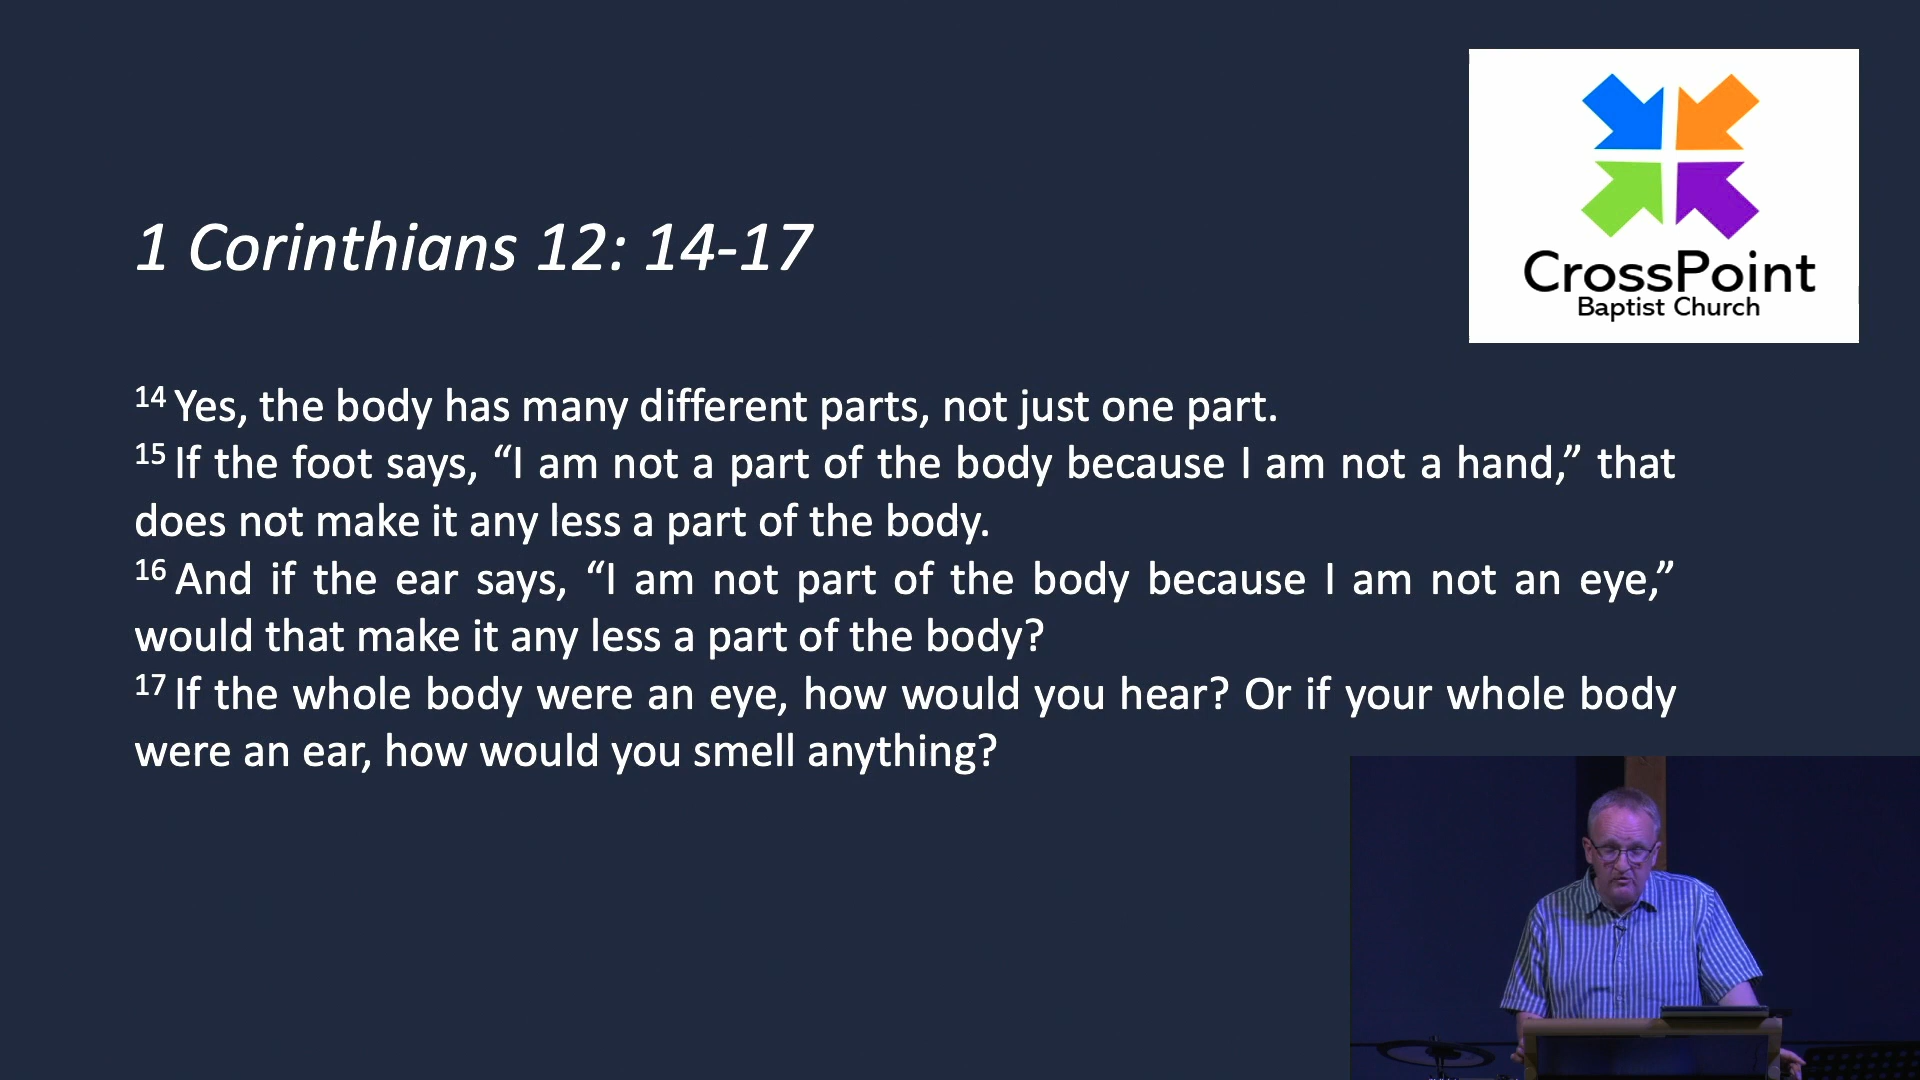 1 Corinthians 12: 14-17
CrossPoint
Baptist Church
14 Yes, the body has many different parts, not just one part.
15 If the foot says, “I am not a part of the body because I am not a hand,” that
does not make it any less a part of the body.
16 And if the ear says, “I am not part of the body because I am not an eye,”
would that make it any less a part of the body?
17 If the whole body were an eye, how would you hear? Or if your whole body
were an ear, how would you smell anything?